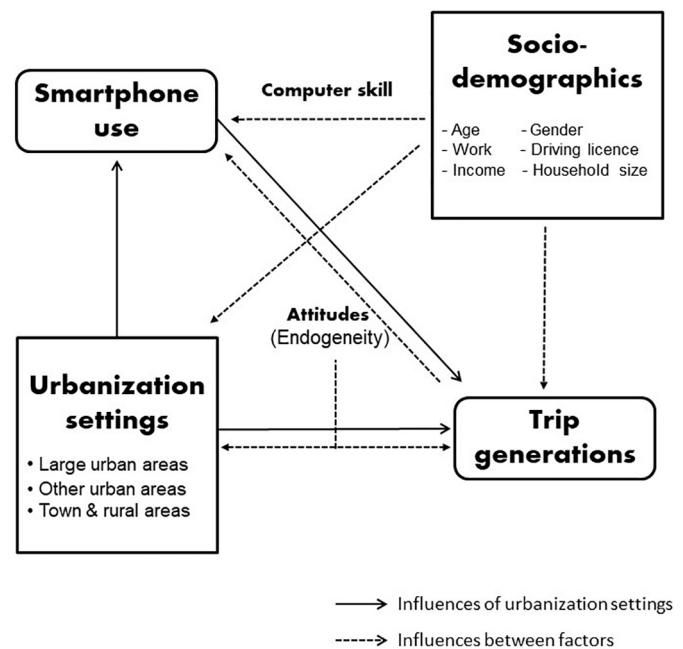 Smartphone
use
Computer skill
Socio-
demographics
- Age - Gender
- Work - Driving licence
- Income - Household size
Attitudes
(Endogeneity)
Urbanization
settings
• Large urban areas
• Other urban areas
• Town & rural areas
Trip
generations
Influences of urbanization settings
Influences between factors